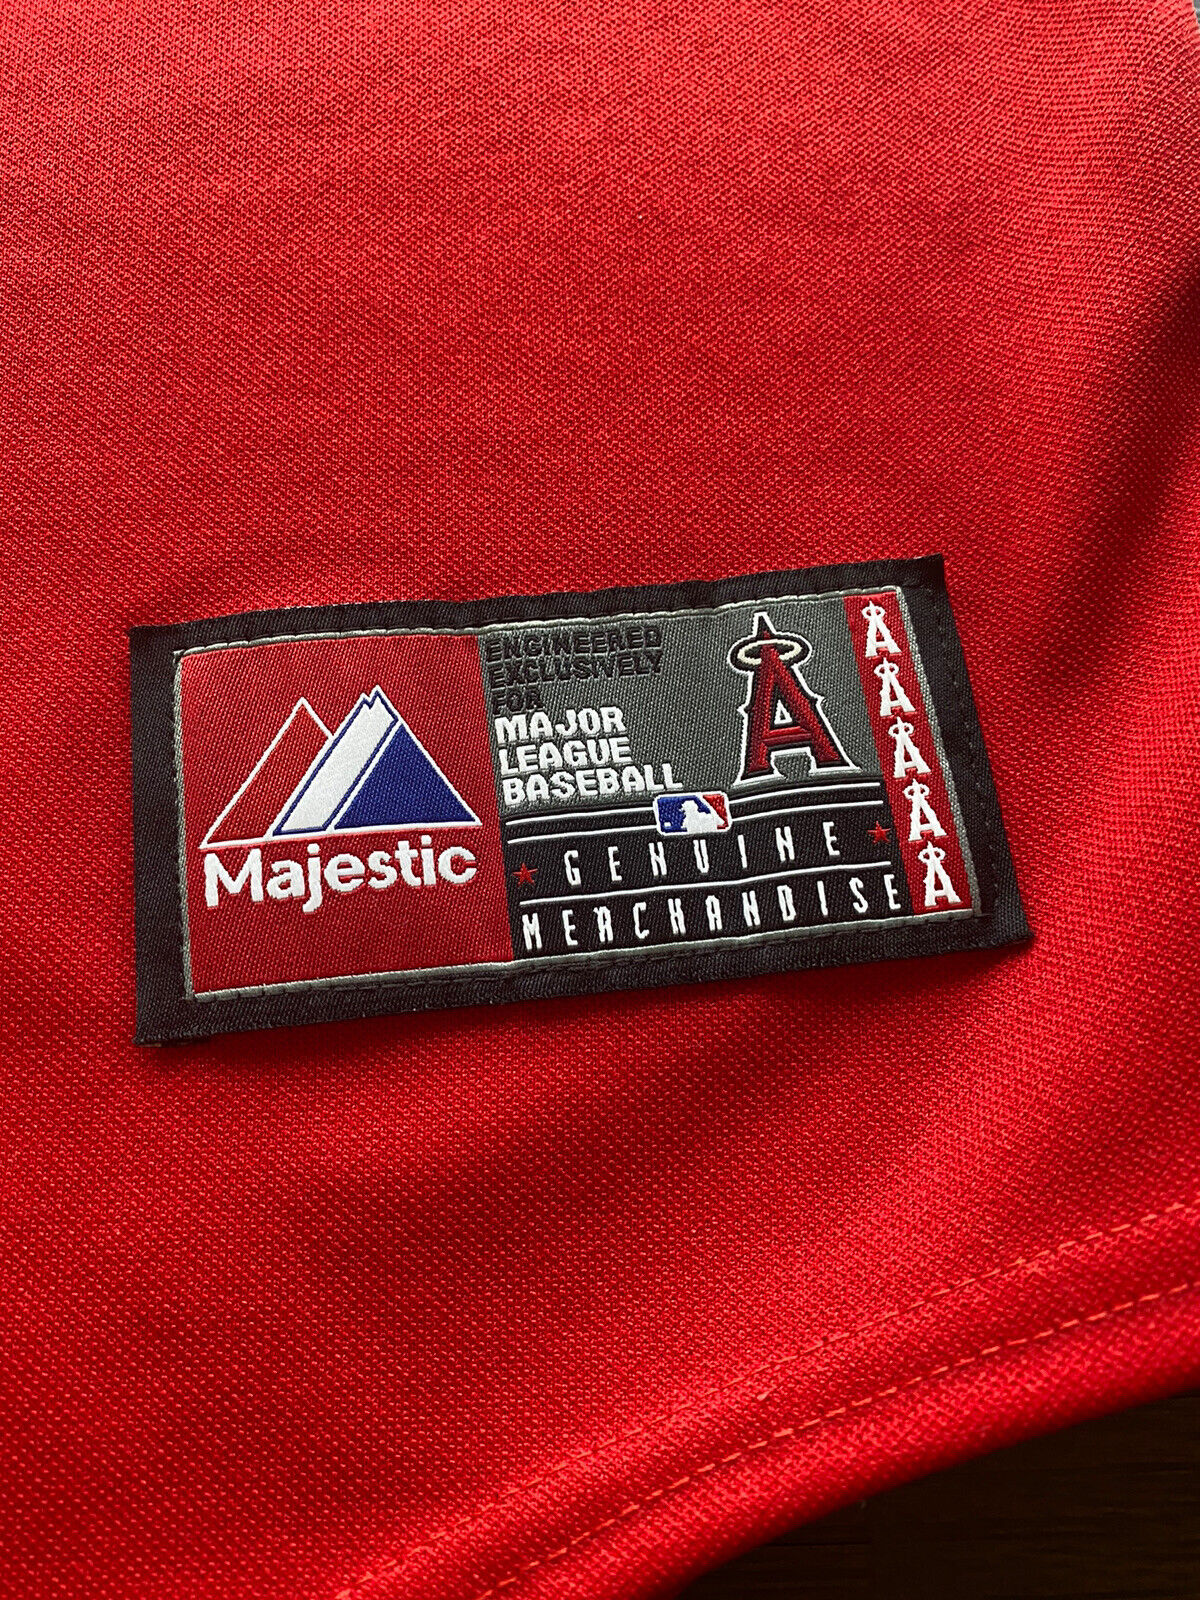 Majestic
ENGINEERED
EXCLUSIVELY
FOR
MAJOR
LEAGUE
BASEBALL
GENUINE
MERCHANDISE
A
A
A
A
A
A